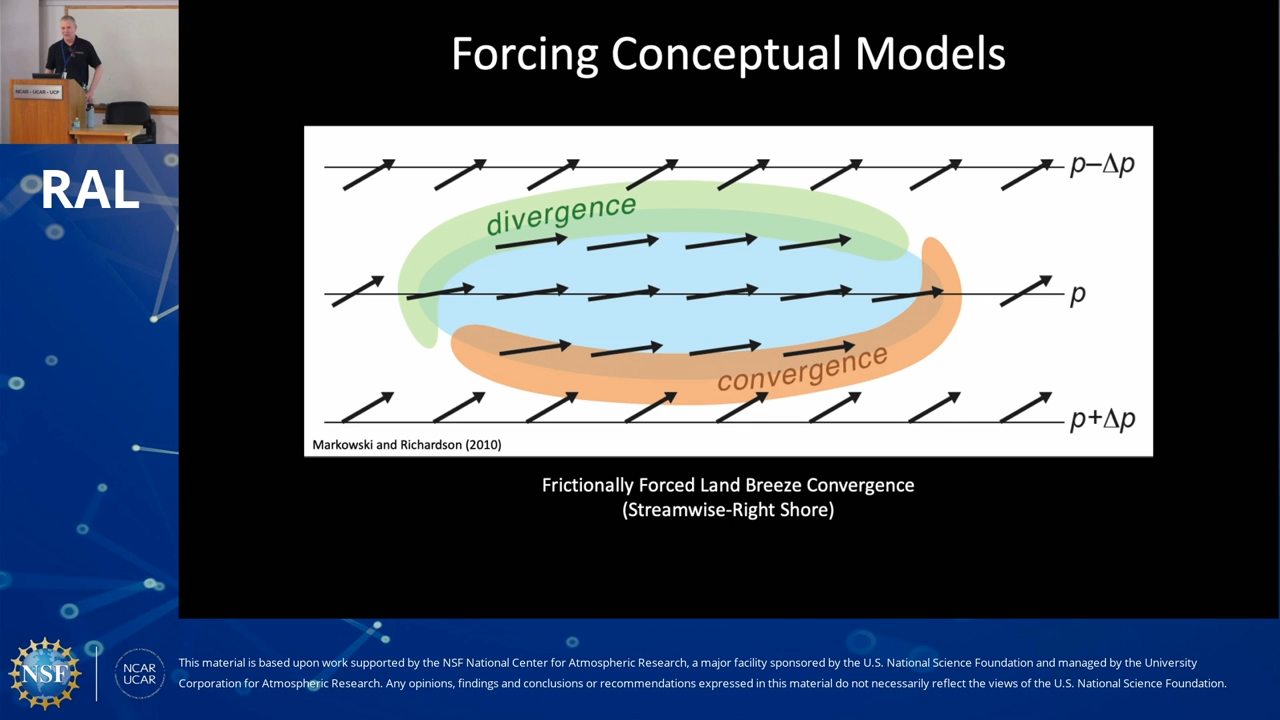 Forcing Conceptual Models
NCAR - UCAR - UCP
RAL
p–Δp
divergence
p
convergence
p+Δp
Markowski and Richardson (2010)
Frictionally Forced Land Breeze Convergence
(Streamwise-Right Shore)
NSF
NCAR
UCAR
This material is based upon work supported by the NSF National Center for Atmospheric Research, a major facility sponsored by the U.S. National Science Foundation and managed by the University
Corporation for Atmospheric Research. Any opinions, findings and conclusions or recommendations expressed in this material do not necessarily reflect the views of the U.S. National Science Foundation.